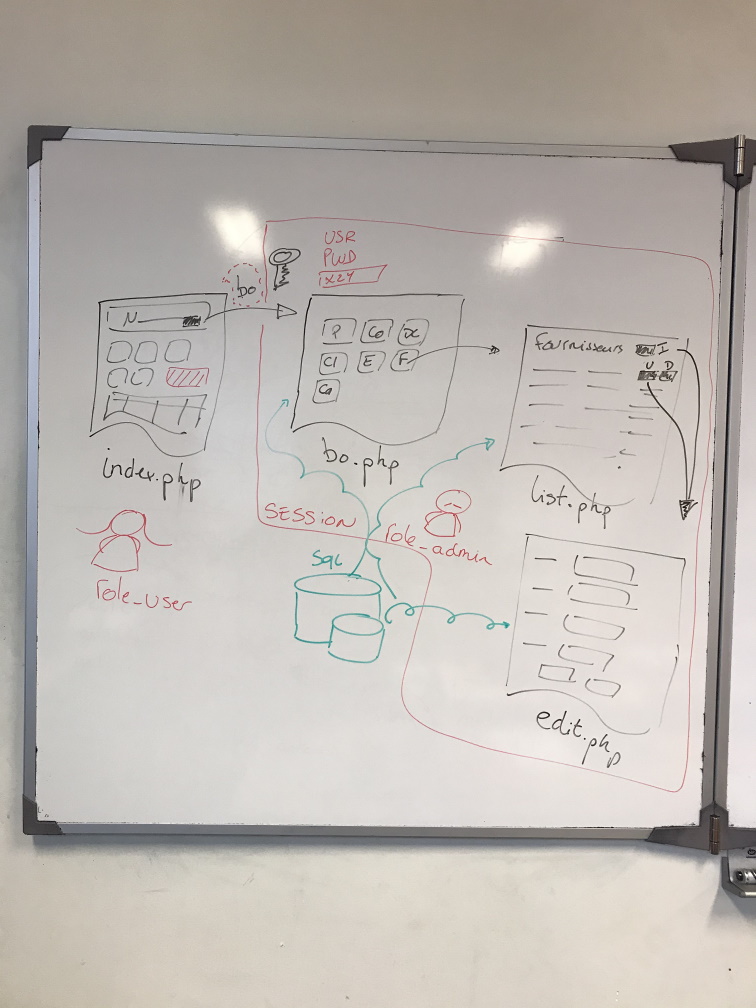 USR
PWD
1X24
bo
N
P Co DC
Cl E F
Ca
fournisseurs I
U D
index.php
bo.php
list.php
SESSION
role_admin
role_user
SQL
edit.php